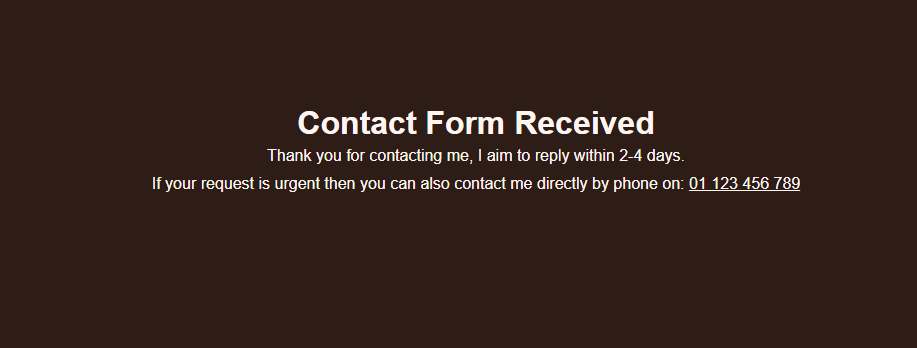 Contact Form Received
Thank you for contacting me, I aim to reply within 2-4 days.
If your request is urgent then you can also contact me directly by phone on: 01 123 456 789